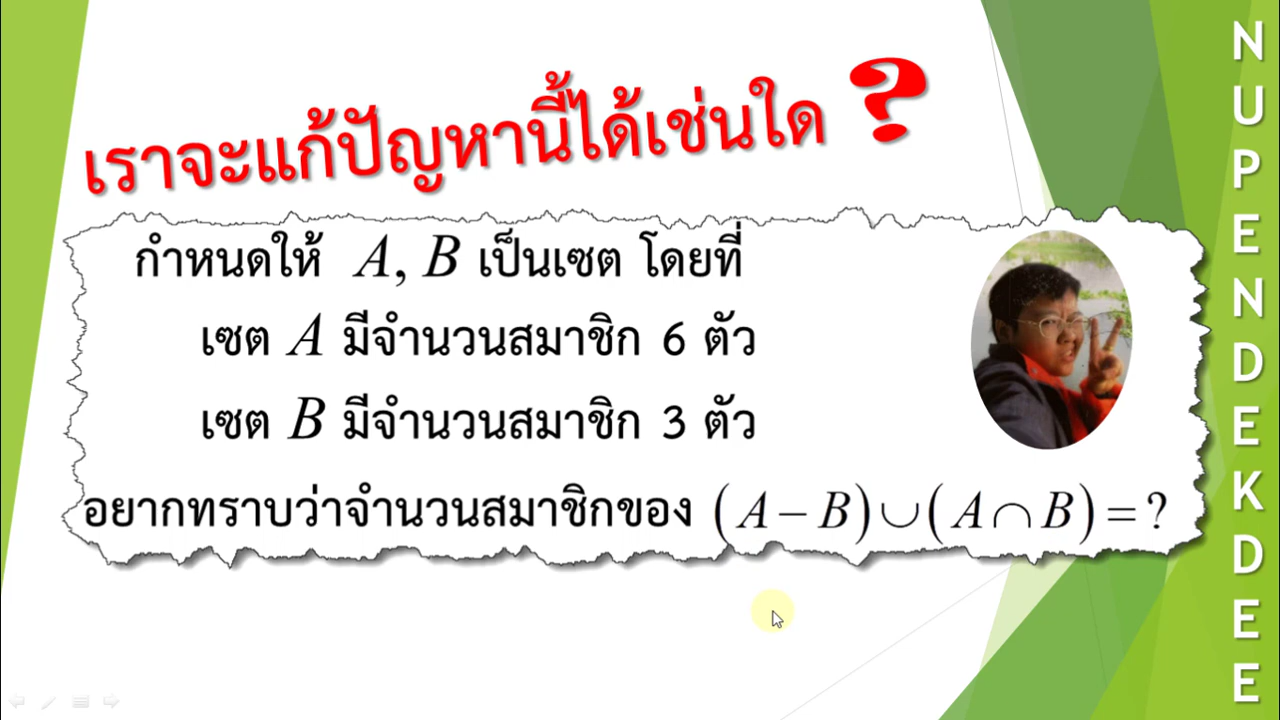 เราจะแก้ปัญหานี้ได้เช่นใด ?
กำหนดให้ A, B เป็นเซต โดยที่
เซต A มีจำนวนสมาชิก 6 ตัว
เซต B มีจำนวนสมาชิก 3 ตัว
อยากทราบว่าจำนวนสมาชิกของ (A − B) ∪ (A ∩ B) = ?
NUPENDEKDEE